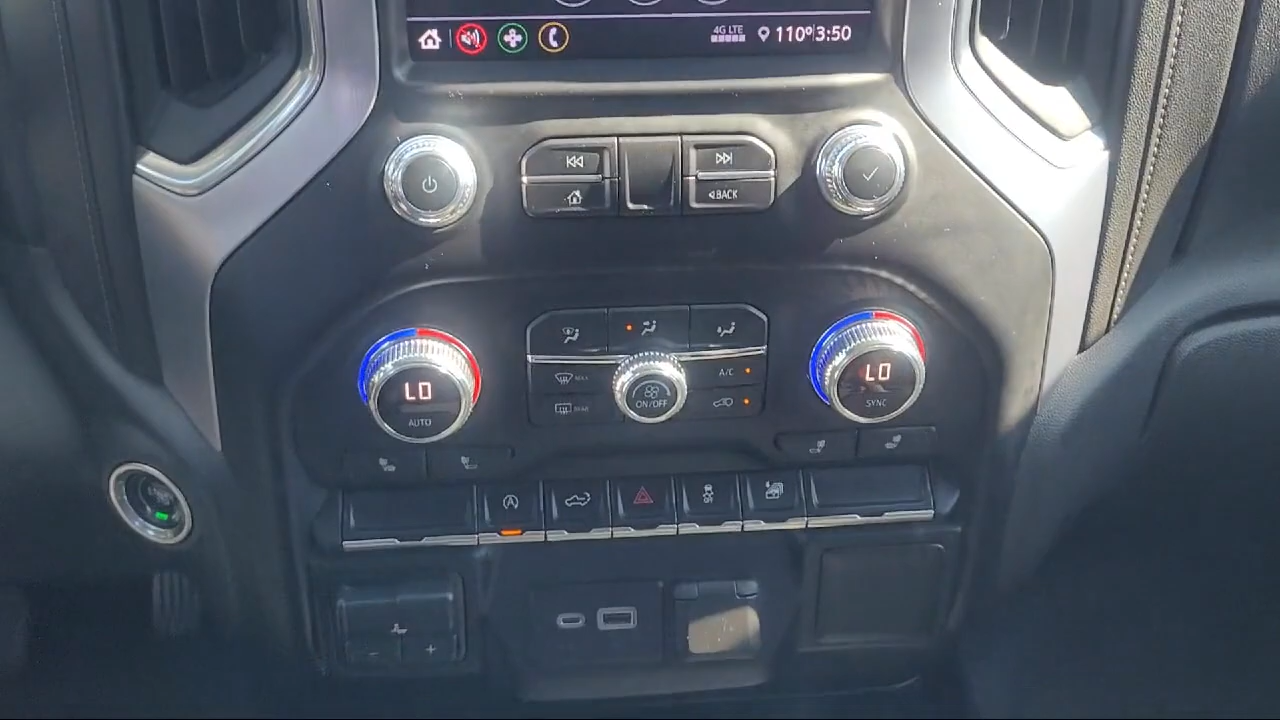 4G LTE
110° 3:50
BACK
LO
AUTO
MAX
REAR
ON/OFF
A/C
LO
SYNC